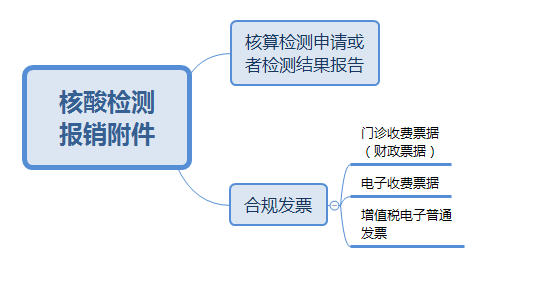 核酸检测
报销附件
核算检测申请或
者检测结果报告
合规发票
门诊收费票据
（财政票据）
电子收费票据
增值税电子普通
发票